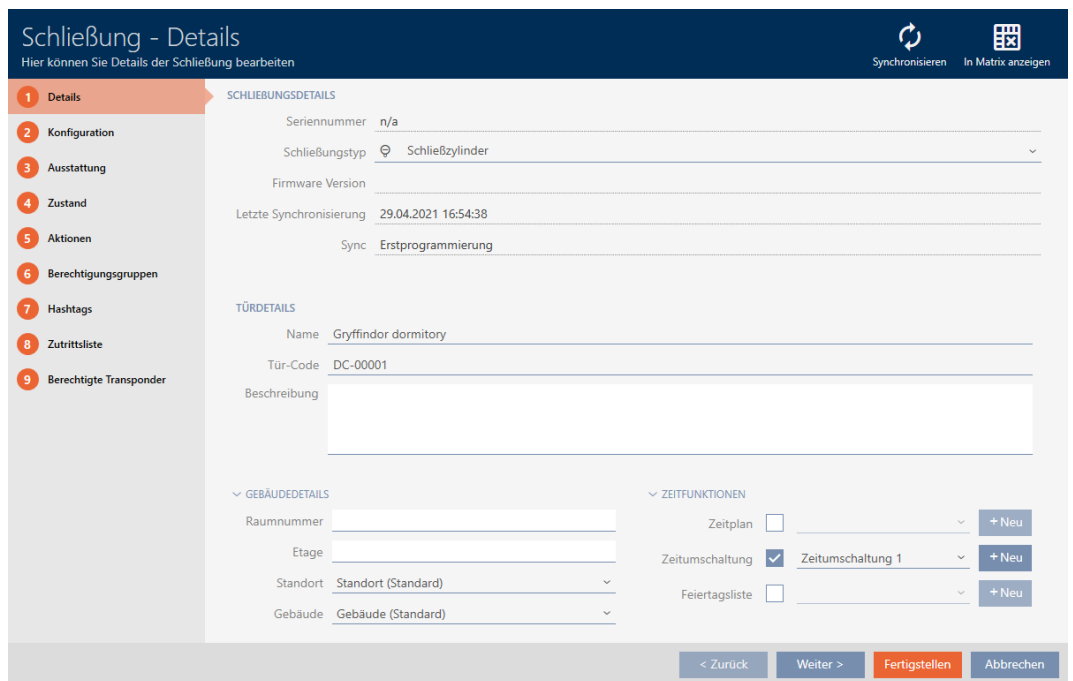 Schließung - Details
Hier können Sie Details der Schließung bearbeiten
Synchronisieren
In Matrix anzeigen
1 Details
2 Konfiguration
3 Ausstattung
4 Zustand
5 Aktionen
6 Berechtigungsgruppen
7 Hashtags
8 Zutrittsliste
9 Berechtigte Transponder
SCHLIEßUNGSDETAILS
Seriennummer n/a
Schließungstyp Schließzylinder
Firmware Version
Letzte Synchronisierung 29.04.2021 16:54:38
Sync Erstprogrammierung
TÜRDETAILS
Name Gryffindor dormitory
Tür-Code DC-00001
Beschreibung
GEBÄUDEDETAILS
Raumnummer
Etage
Standort Standort (Standard)
Gebäude Gebäude (Standard)
ZEITFUNKTIONEN
Zeitplan + Neu
Zeitumschaltung Zeitumschaltung 1 + Neu
Feiertagsliste + Neu
< Zurück
Weiter >
Fertigstellen
Abbrechen